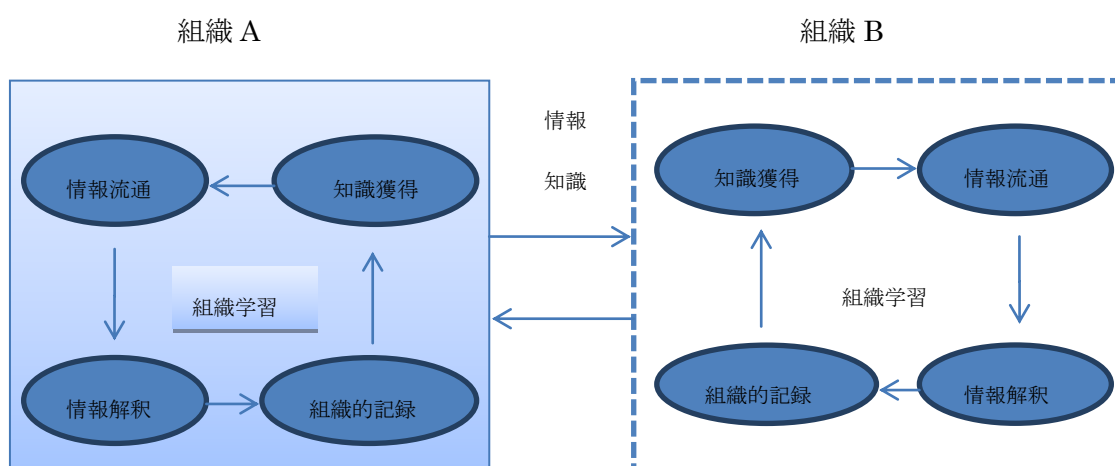 組織 A
組織 B
情報流通
知識獲得
組織学習
情報解釈
組織的記録
情報
知識
知識獲得
情報流通
組織学習
組織的記録
情報解釈